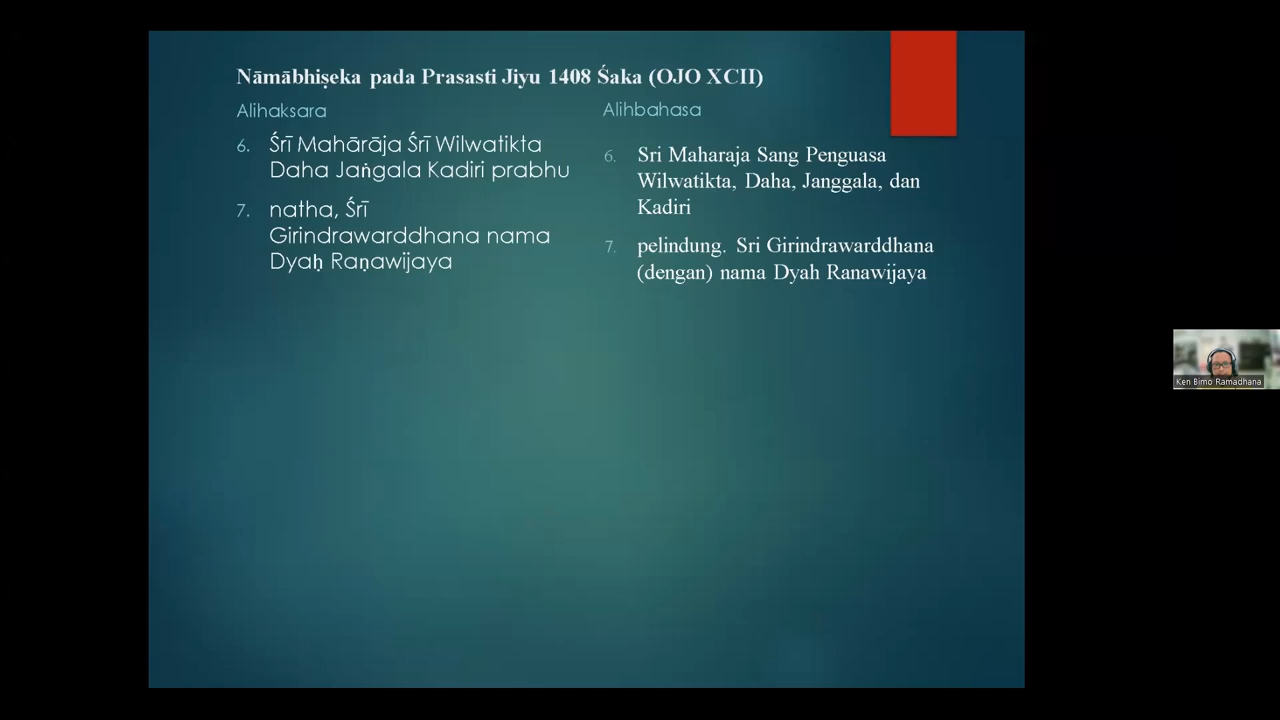 Nāmābhiṣeka pada Prasasti Jiyu 1408 Śaka (OJO XCII)
Alihaksara
6. Śrī Mahārāja Śrī Wilwatikta
Daha Jaṅgala Kadiri prabhu
7. natha, Śrī
Girindrawarddhana nama
Dyaḥ Raṇawijaya
Alihbahasa
6. Sri Maharaja Sang Penguasa
Wilwatikta, Daha, Janggala, dan
Kadiri
7. pelindung. Sri Girindrawarddhana
(dengan) nama Dyah Ranawijaya
Ken Bimo Ramadhana